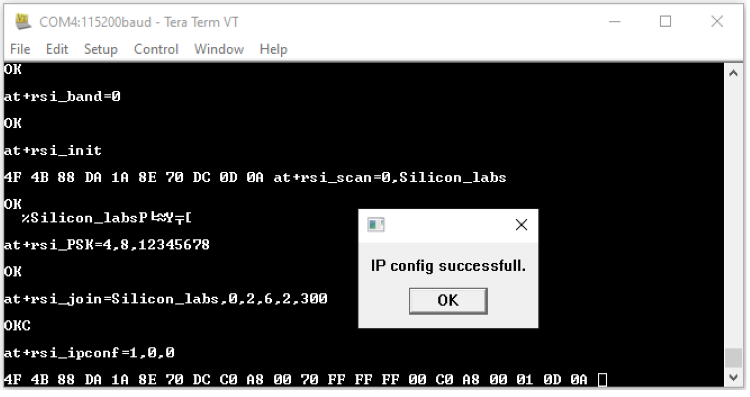 COM4:115200baud - Tera Term VT
File Edit Setup Control Window Help
OK
at+rsi_band=0
OK
at+rsi_init
4F 4B 88 DA 1A 8E 70 DC 0D 0A at+rsi_scan=0,Silicon_labs
OK
at+rsi_PSK=4,8,12345678
OK
at+rsi_join=Silicon_labs,0,2,6,2,300
OKC
at+rsi_ipconf=1,0,0
4F 4B 88 DA 1A 8E 70 DC C0 A8 00 70 FF FF FF 00 C0 A8 00 01 0D 0A
IP config successfull.
OK